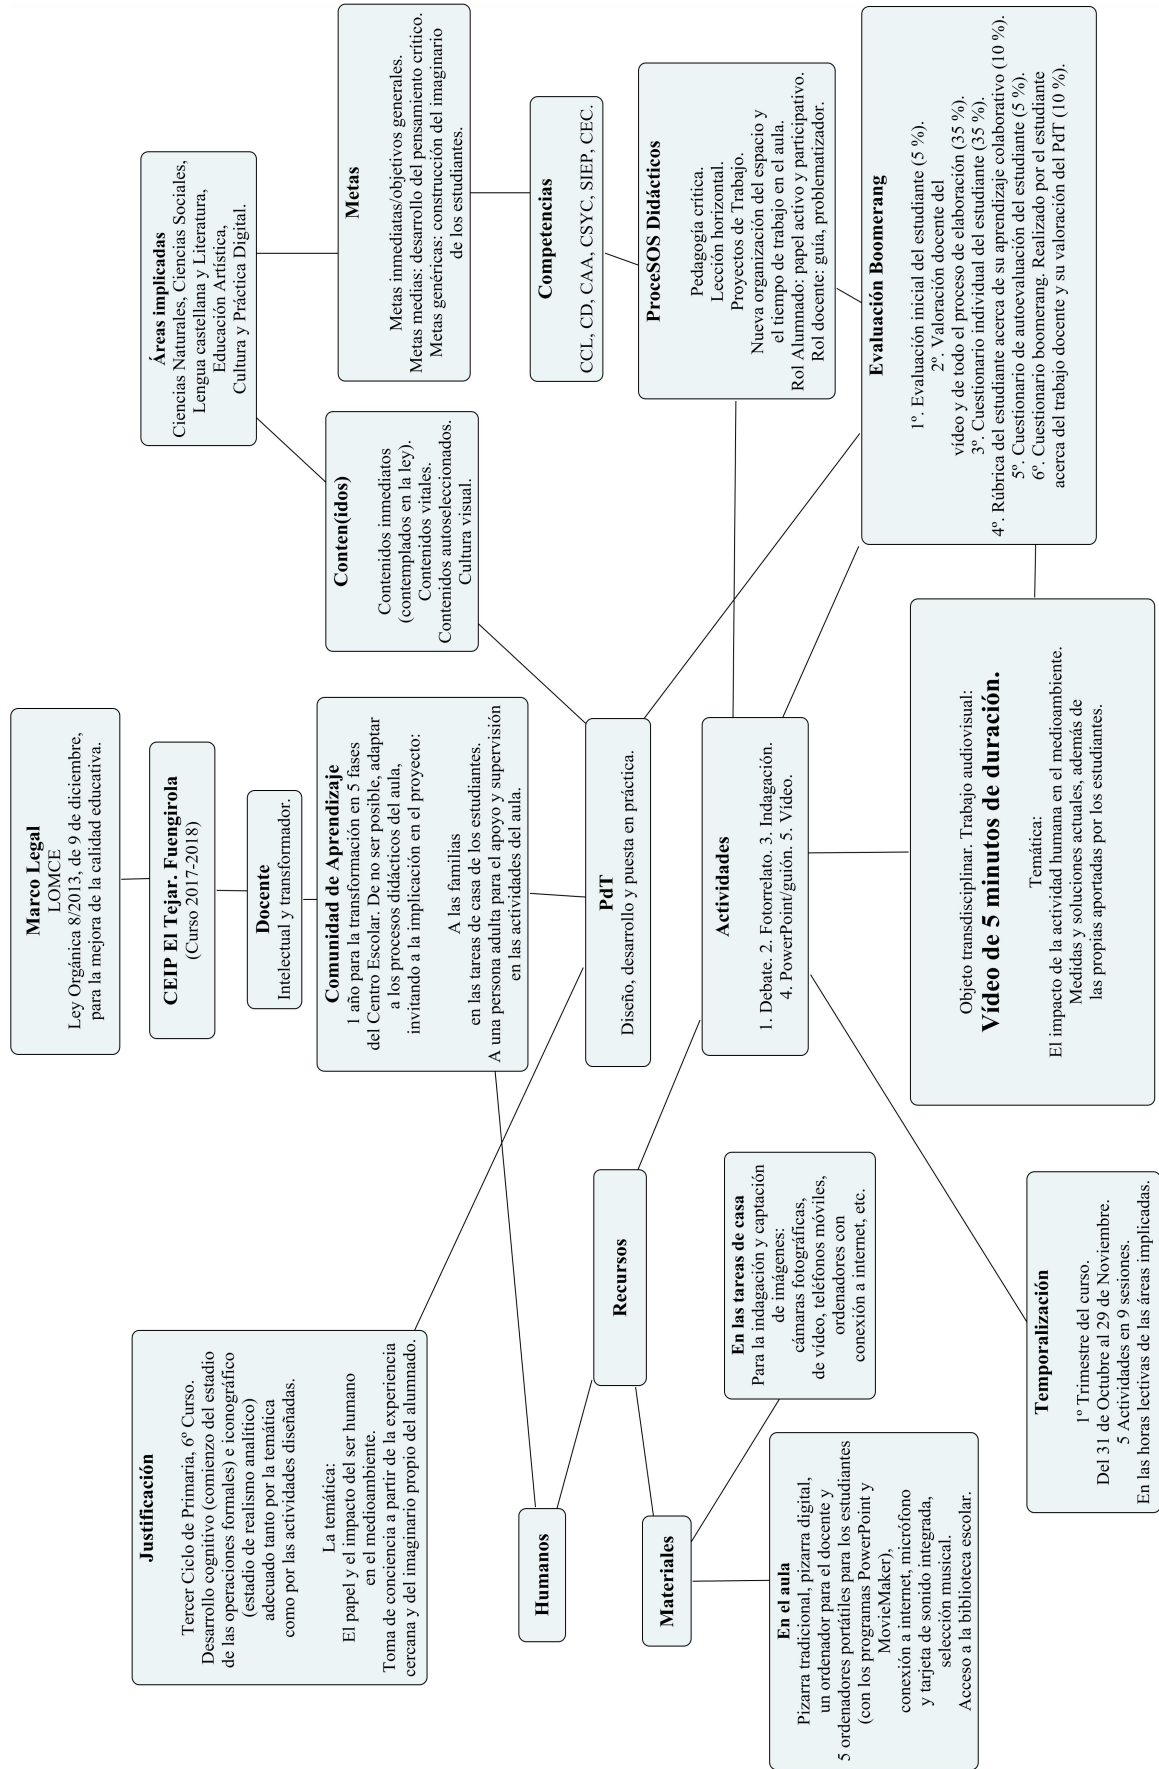 Marco Legal
LOMCE
Ley Orgánica 8/2013, de 9 de diciembre,
para la mejora de la calidad educativa.
CEIP El Tejar. Fuengirola
(Curso 2017-2018)
Docente
Intelectual y transformador.
Comunidad de Aprendizaje
1 año para la transformación en 5 fases
del Centro Escolar. De no ser posible, adaptar
a los procesos didácticos del aula,
invitando a la implicación en el proyecto:
A las familias
en las tareas de casa de los estudiantes.
A una persona adulta para el apoyo y supervisión
en las actividades del aula.
Justificación
Tercer Ciclo de Primaria, 6º Curso.
Desarrollo cognitivo (comienzo del estadio
de las operaciones formales) e iconográfico
(estadio de realismo analítico)
adecuado tanto por la temática
como por las actividades diseñadas.
La temática:
El papel y el impacto del ser humano
en el medioambiente.
Toma de conciencia a partir de la experiencia
cercana y del imaginario propio del alumnado.
Áreas implicadas
Ciencias Naturales, Ciencias Sociales,
Lengua castellana y Literatura,
Educación Artística,
Cultura y Práctica Digital.
Conten(idos)
Contenidos inmediatos
(contemplados en la ley).
Contenidos vitales.
Contenidos autoseleccionados.
Cultura visual.
Metas
Metas inmediatas/objetivos generales.
Metas medias: desarrollo del pensamiento crítico.
Metas genéricas: construcción del imaginario
de los estudiantes.
Competencias
CCL, CD, CAA, CSYC, SIEP, CEC.
PdT
Diseño, desarrollo y puesta en práctica.
ProceSOS Didácticos
Pedagogía crítica.
Lección horizontal.
Proyectos de Trabajo.
Nueva organización del espacio y
el tiempo de trabajo en el aula.
Rol Alumnado: papel activo y participativo.
Rol docente: guía, problematizador.
Humanos
Recursos
Materiales
Actividades
1. Debate. 2. Fotorrelato. 3. Indagación.
4. PowerPoint/guión. 5. Vídeo.
En las tareas de casa
Para la indagación y captación
de imágenes:
cámaras fotográficas,
de vídeo, teléfonos móviles,
ordenadores con
conexión a internet, etc.
En el aula
Pizarra tradicional, pizarra digital,
un ordenador para el docente y
5 ordenadores portátiles para los estudiantes
(con los programas PowerPoint y
MovieMaker),
conexión a internet, micrófono
y tarjeta de sonido integrada,
selección musical.
Acceso a la biblioteca escolar.
Evaluación Boomerang
1º. Evaluación inicial del estudiante (5 %).
2º. Valoración docente del
vídeo y de todo el proceso de elaboración (35 %).
3º. Cuestionario individual del estudiante (35 %).
4º. Rúbrica del estudiante acerca de su aprendizaje colaborativo (10 %).
5º. Cuestionario de autoevaluación del estudiante (5 %).
6º. Cuestionario boomerang. Realizado por el estudiante
acerca del trabajo docente y su valoración del PdT (10 %).
Objeto transdisciplinar. Trabajo audiovisual:
Vídeo de 5 minutos de duración.
Temática:
El impacto de la actividad humana en el medioambiente.
Medidas y soluciones actuales, además de
las propias aportadas por los estudiantes.
Temporalización
1º Trimestre del curso.
Del 31 de Octubre al 29 de Noviembre.
5 Actividades en 9 sesiones.
En las horas lectivas de las áreas implicadas.